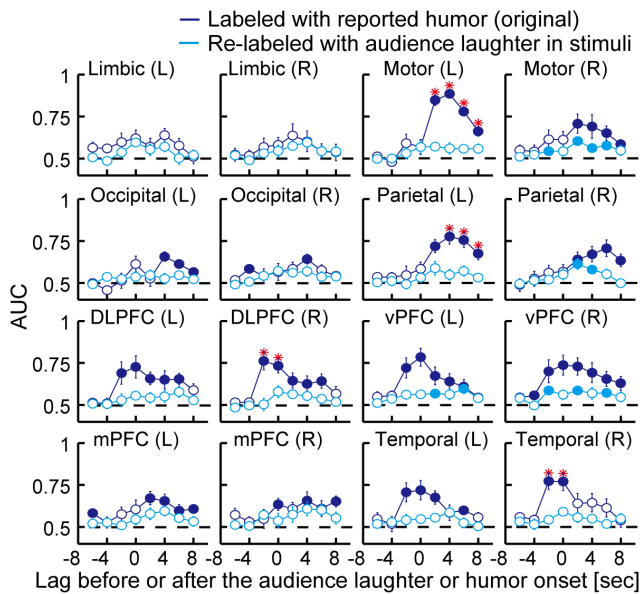 Labeled with reported humor (original)
Re-labeled with audience laughter in stimuli
Limbic (L) Limbic (R) Motor (L) Motor (R)
1
0.75
0.5
Occipital (L) Occipital (R) Parietal (L) Parietal (R)
1
0.75
0.5
AUC
DLPFC (L) DLPFC (R) vPFC (L) vPFC (R)
1
0.75
0.5
mPFC (L) mPFC (R) Temporal (L) Temporal (R)
1
0.75
0.5
-8 -4 0 4 8 -4 0 4 8 -4 0 4 8 -4 0 4 8
Lag before or after the audience laughter or humor onset [sec]